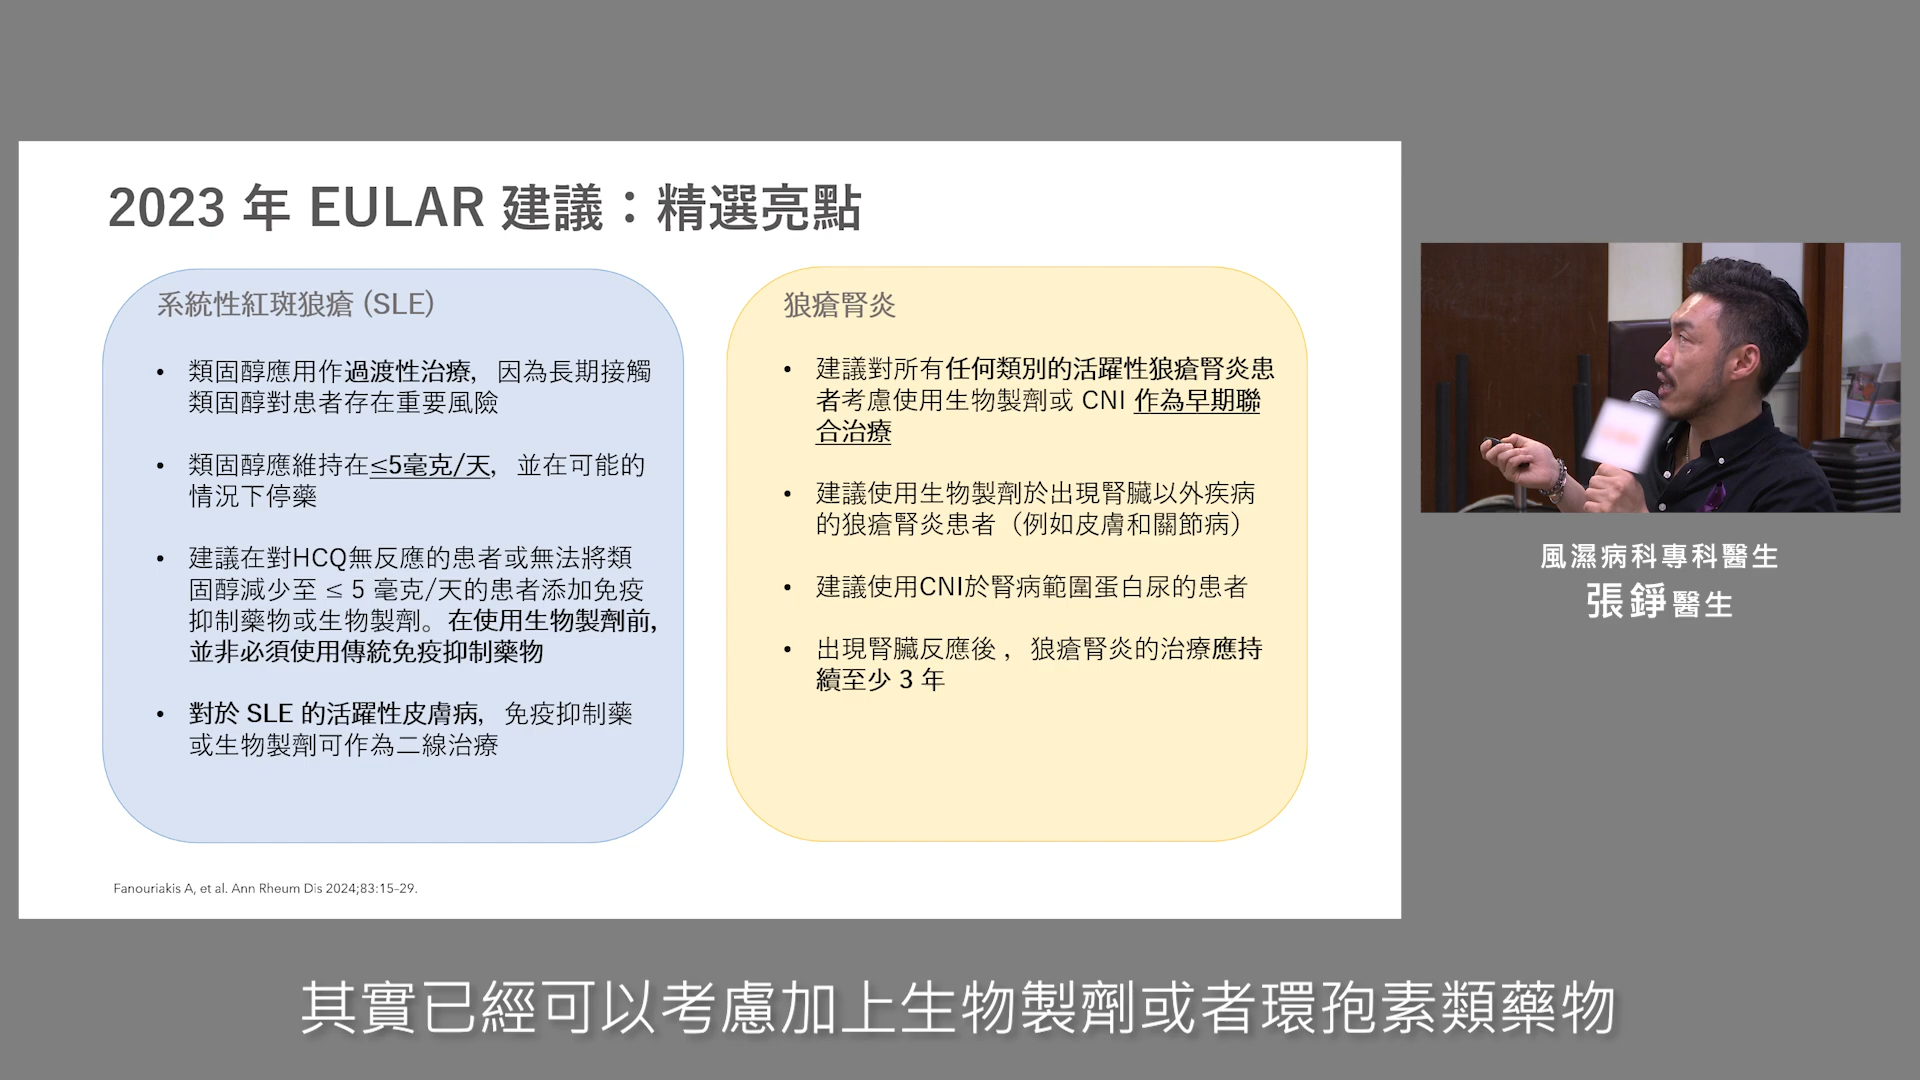 2023 年 EULAR 建議：精選亮點
系統性紅斑狼瘡 (SLE)
• 類固醇應用作過渡性治療，因為長期接觸
類固醇對患者存在重要風險
• 類固醇應維持在≤5毫克/天，並在可能的
情況下停藥
• 建議在對HCQ無反應的患者或無法將類
固醇減少至 ≤ 5 毫克/天的患者添加免疫
抑制藥物或生物製劑。在使用生物製劑前，
並非必須使用傳統免疫抑制藥物
• 對於 SLE 的活躍性皮膚病，免疫抑制藥
或生物製劑可作為二線治療
狼瘡腎炎
• 建議對所有任何類別的活躍性狼瘡腎炎患
者考慮使用生物製劑或 CNI 作為早期聯
合治療
• 建議使用生物製劑於出現腎臟以外疾病
的狼瘡腎炎患者（例如皮膚和關節病）
• 建議使用CNI於腎病範圍蛋白尿的患者
• 出現腎臟反應後，狼瘡腎炎的治療應持
續至少 3 年
Fanouriakis A, et al. Ann Rheum Dis 2024;83:15–29.
風濕病科專科醫生
張錚醫生
其實已經可以考慮加上生物製劑或者環孢素類藥物